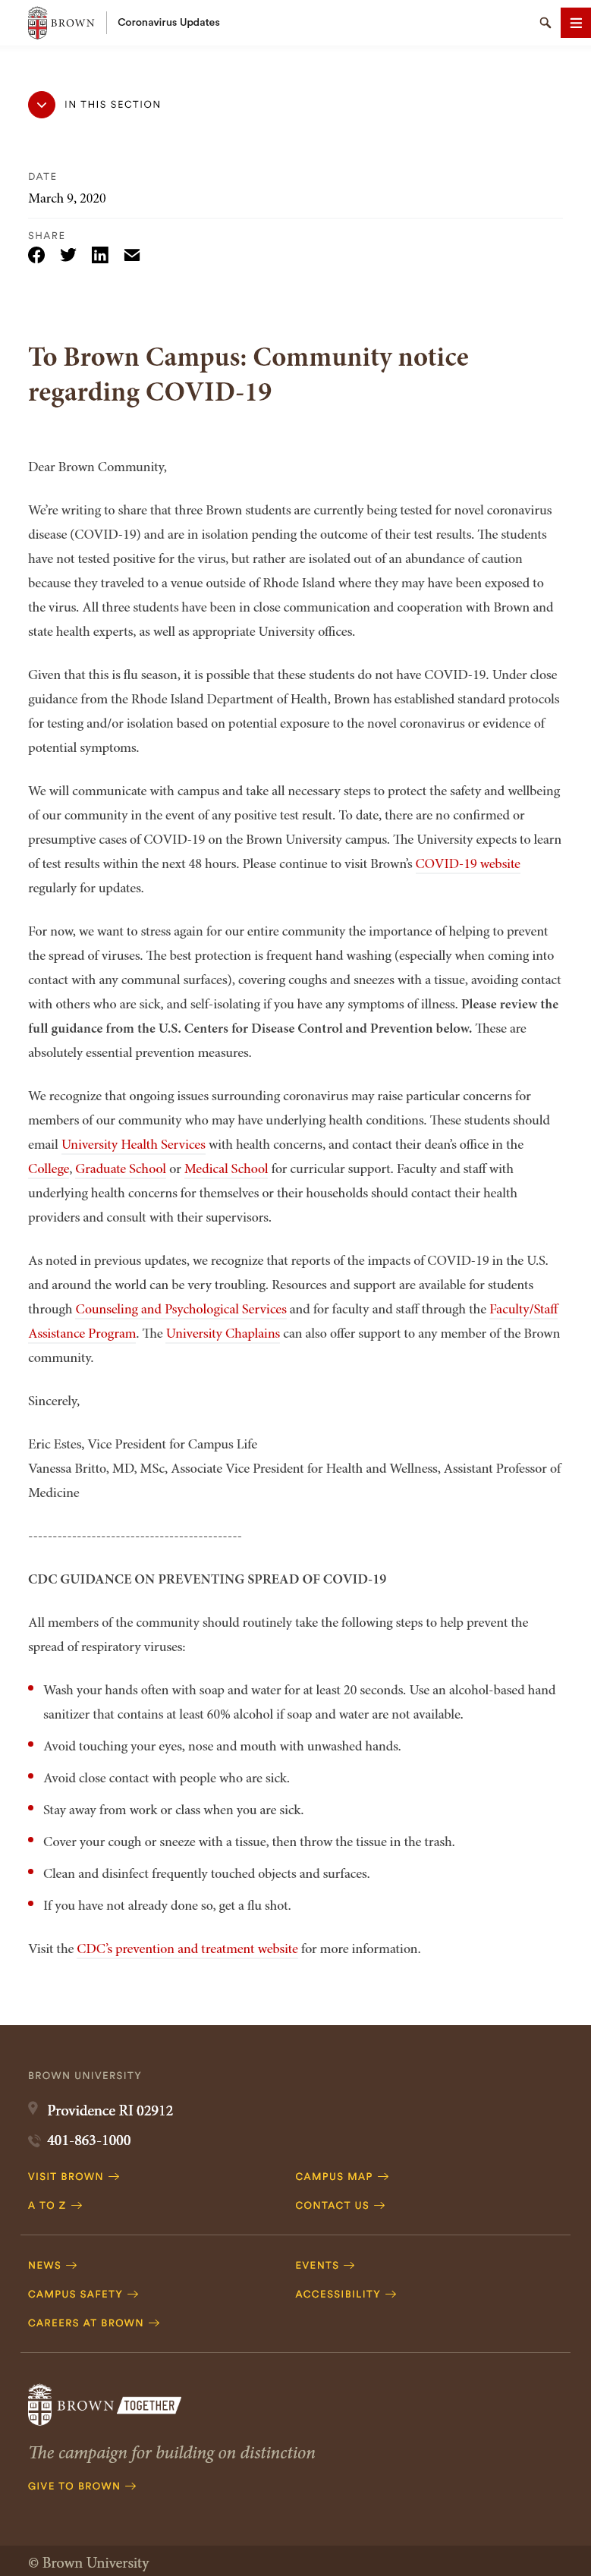 BROWN
Coronavirus Updates
IN THIS SECTION
DATE
March 9, 2020
SHARE
To Brown Campus: Community notice
regarding COVID-19
Dear Brown Community,
We’re writing to share that three Brown students are currently being tested for novel coronavirus
disease (COVID-19) and are in isolation pending the outcome of their test results. The students
have not tested positive for the virus, but rather are isolated out of an abundance of caution
because they traveled to a venue outside of Rhode Island where they may have been exposed to
the virus. All three students have been in close communication and cooperation with Brown and
state health experts, as well as appropriate University offices.
Given that this is flu season, it is possible that these students do not have COVID-19. Under close
guidance from the Rhode Island Department of Health, Brown has established standard protocols
for testing and/or isolation based on potential exposure to the novel coronavirus or evidence of
potential symptoms.
We will communicate with campus and take all necessary steps to protect the safety and wellbeing
of our community in the event of any positive test result. To date, there are no confirmed or
presumptive cases of COVID-19 on the Brown University campus. The University expects to learn
of test results within the next 48 hours. Please continue to visit Brown’s COVID-19 website
regularly for updates.
For now, we want to stress again for our entire community the importance of helping to prevent
the spread of viruses. The best protection is frequent hand washing (especially when coming into
contact with any communal surfaces), covering coughs and sneezes with a tissue, avoiding contact
with others who are sick, and self-isolating if you have any symptoms of illness. Please review the
full guidance from the U.S. Centers for Disease Control and Prevention below. These are
absolutely essential prevention measures.
We recognize that ongoing issues surrounding coronavirus may raise particular concerns for
members of our community who may have underlying health conditions. These students should
email University Health Services with health concerns, and contact their dean’s office in the
College, Graduate School or Medical School for curricular support. Faculty and staff with
underlying health concerns for themselves or their households should contact their health
providers and consult with their supervisors.
As noted in previous updates, we recognize that reports of the impacts of COVID-19 in the U.S.
and around the world can be very troubling. Resources and support are available for students
through Counseling and Psychological Services and for faculty and staff through the Faculty/Staff
Assistance Program. The University Chaplains can also offer support to any member of the Brown
community.
Sincerely,
Eric Estes, Vice President for Campus Life
Vanessa Britto, MD, MSc, Associate Vice President for Health and Wellness, Assistant Professor of
Medicine
--------------------------------------------
CDC GUIDANCE ON PREVENTING SPREAD OF COVID-19
All members of the community should routinely take the following steps to help prevent the
spread of respiratory viruses:
Wash your hands often with soap and water for at least 20 seconds. Use an alcohol-based hand
sanitizer that contains at least 60% alcohol if soap and water are not available.
Avoid touching your eyes, nose and mouth with unwashed hands.
Avoid close contact with people who are sick.
Stay away from work or class when you are sick.
Cover your cough or sneeze with a tissue, then throw the tissue in the trash.
Clean and disinfect frequently touched objects and surfaces.
If you have not already done so, get a flu shot.
Visit the CDC’s prevention and treatment website for more information.
BROWN UNIVERSITY
Providence RI 02912
401-863-1000
VISIT BROWN
CAMPUS MAP
A TO Z
CONTACT US
NEWS
EVENTS
CAMPUS SAFETY
ACCESSIBILITY
CAREERS AT BROWN
BROWN TOGETHER
The campaign for building on distinction
GIVE TO BROWN
© Brown University